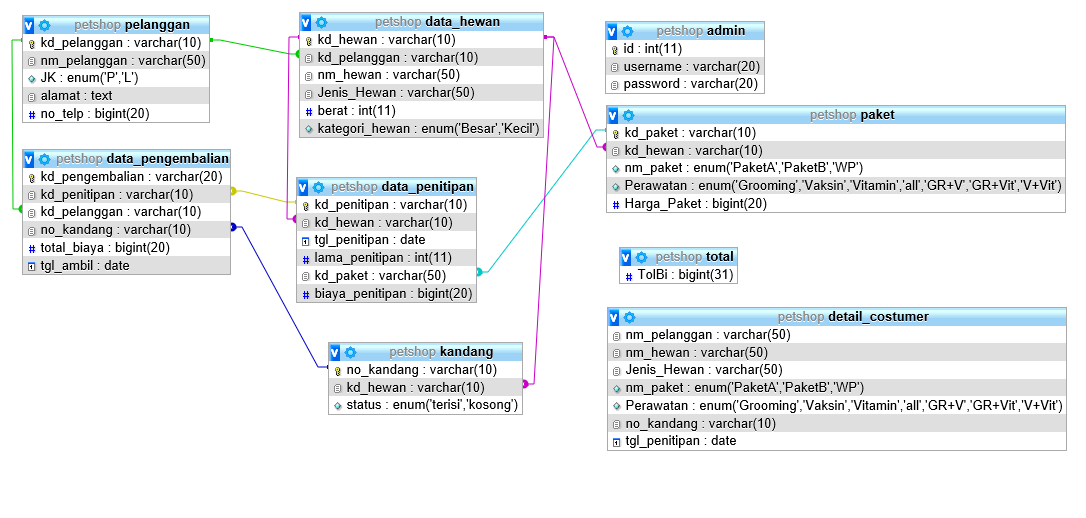 petshop pelanggan
kd_pelanggan : varchar(10)
nm_pelanggan : varchar(50)
JK : enum('P','L')
alamat : text
no_telp : bigint(20)
petshop data_hewan
kd_hewan : varchar(10)
kd_pelanggan : varchar(10)
nm_hewan : varchar(50)
Jenis_Hewan : varchar(50)
berat : int(11)
kategori_hewan : enum('Besar','Kecil')
petshop admin
id : int(11)
username : varchar(20)
password : varchar(20)
petshop paket
kd_paket : varchar(10)
kd_hewan : varchar(10)
nm_paket : enum('PaketA','PaketB','WP')
Perawatan : enum('Grooming','Vaksin','Vitamin','all','GR+V','GR+Vit','V+Vit')
Harga_Paket : bigint(20)
petshop data_pengembalian
kd_pengembalian : varchar(20)
kd_penitipan : varchar(10)
kd_pelanggan : varchar(10)
no_kandang : varchar(10)
total_biaya : bigint(20)
tgl_ambil : date
petshop data_penitipan
kd_penitipan : varchar(10)
kd_hewan : varchar(10)
tgl_penitipan : date
lama_penitipan : int(11)
kd_paket : varchar(50)
biaya_penitipan : bigint(20)
petshop total
TolBi : bigint(31)
petshop kandang
no_kandang : varchar(10)
kd_hewan : varchar(10)
status : enum('terisi','kosong')
petshop detail_costumer
nm_pelanggan : varchar(50)
nm_hewan : varchar(50)
Jenis_Hewan : varchar(50)
nm_paket : enum('PaketA','PaketB','WP')
Perawatan : enum('Grooming','Vaksin','Vitamin','all','GR+V','GR+Vit','V+Vit')
no_kandang : varchar(10)
tgl_penitipan : date